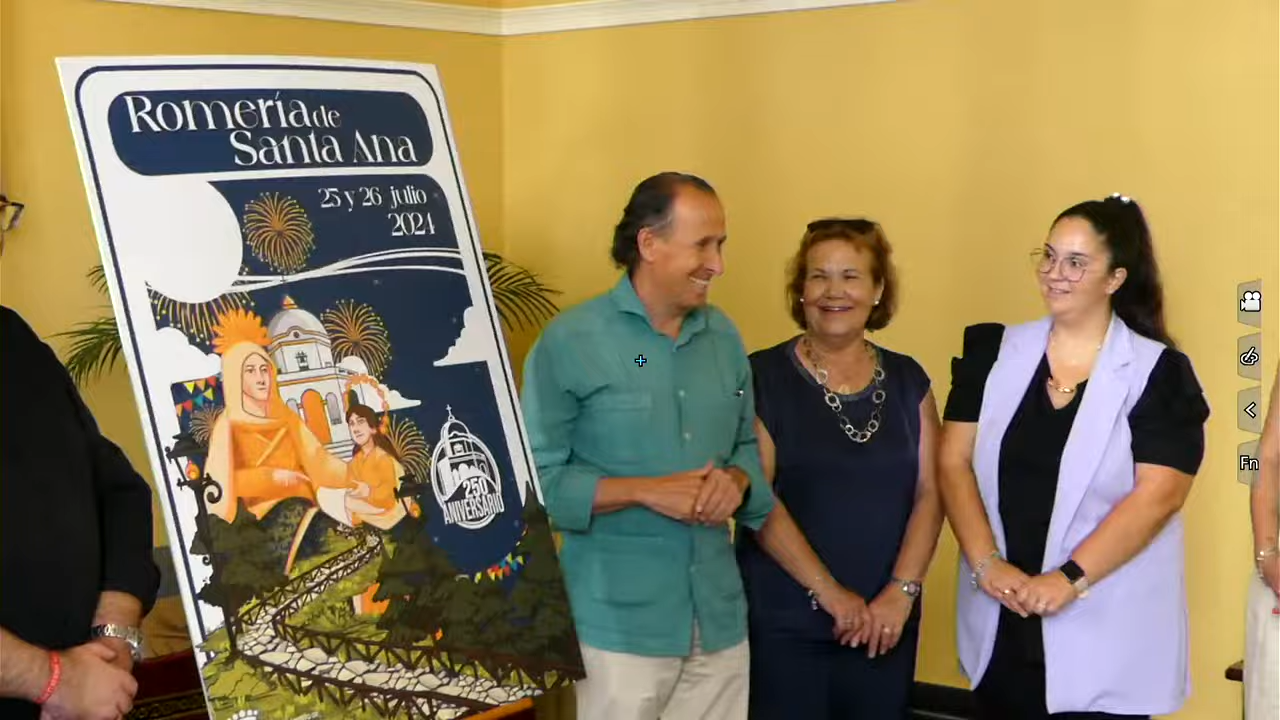 Romería de
Santa Ana
25 y 26 julio
2024
250
ANIVERSARIO
Fn